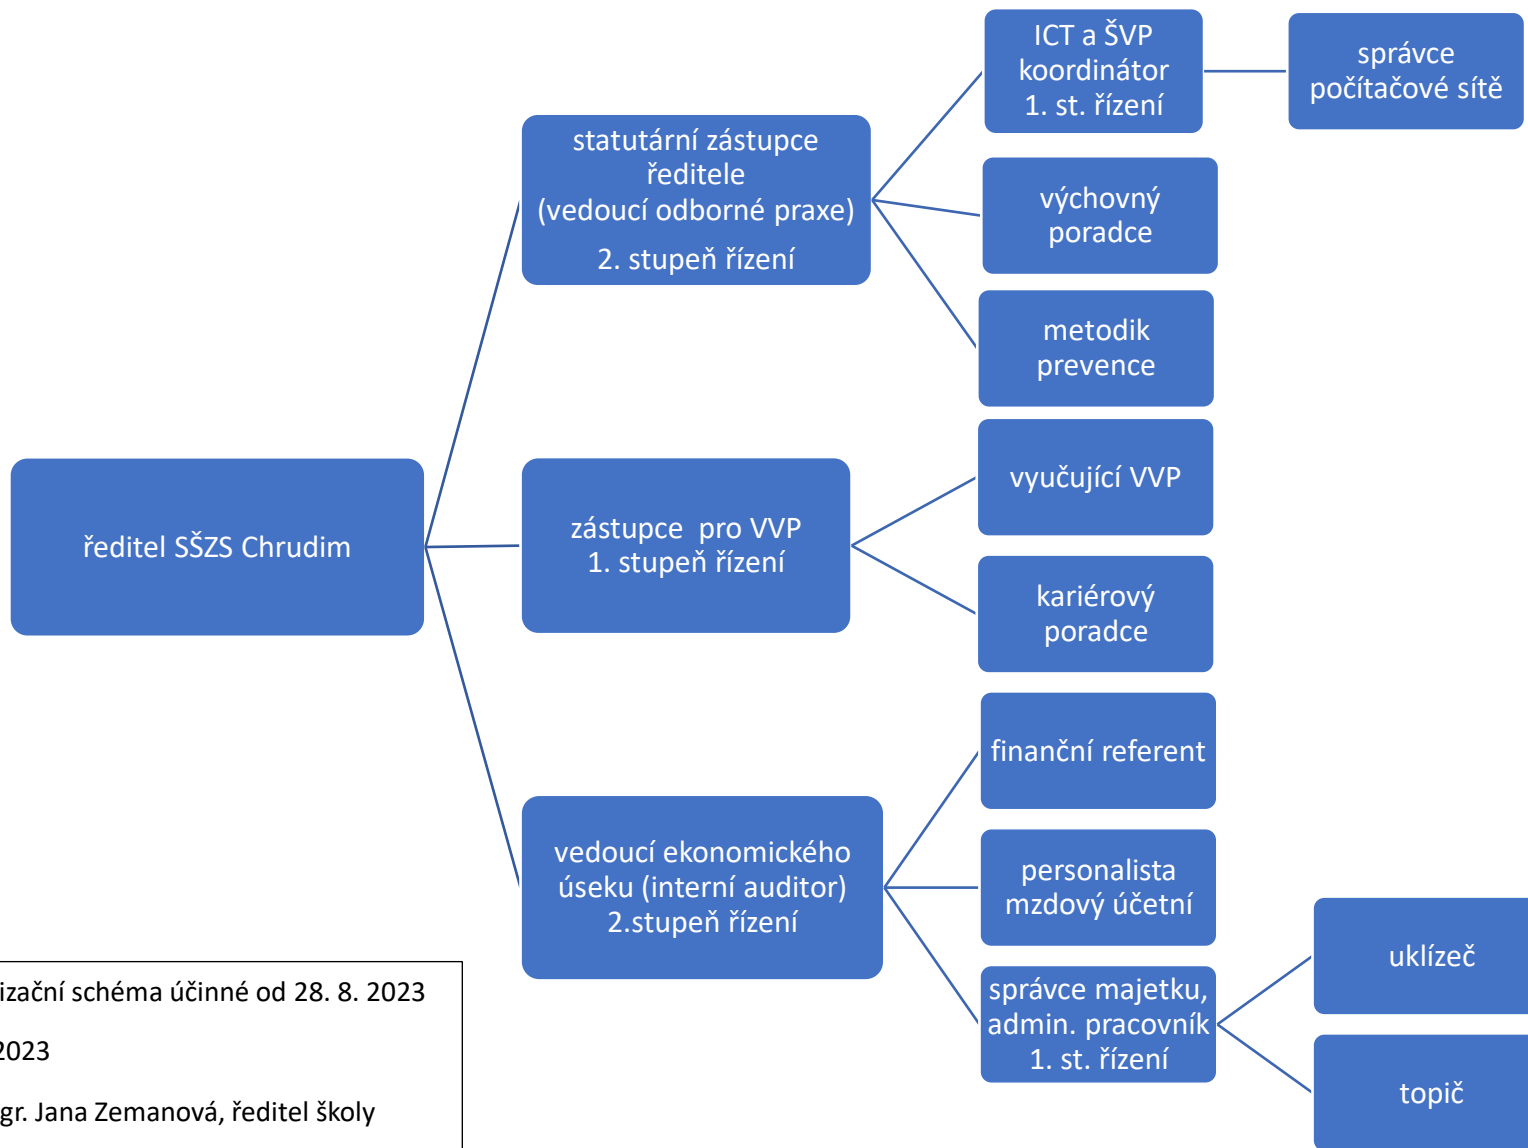 ředitel SŠZS Chrudim
statutární zástupce
ředitele
(vedoucí odborné praxe)
2. stupeň řízení
ICT a ŠVP
koordinátor
1. st. řízení
správce
počítačové sítě
výchovný
poradce
metodik
prevence
zástupce  pro VVP
1. stupeň řízení
vyučující VVP
kariérový
poradce
vedoucí ekonomického
úseku (interní auditor)
2.stupeň řízení
finanční referent
personalista
mzdový účetní
správce majetku,
admin. pracovník
1. st. řízení
uklízeč
topič
izační schéma účinné od 28. 8. 2023
2023
gr. Jana Zemanová, ředitel školy